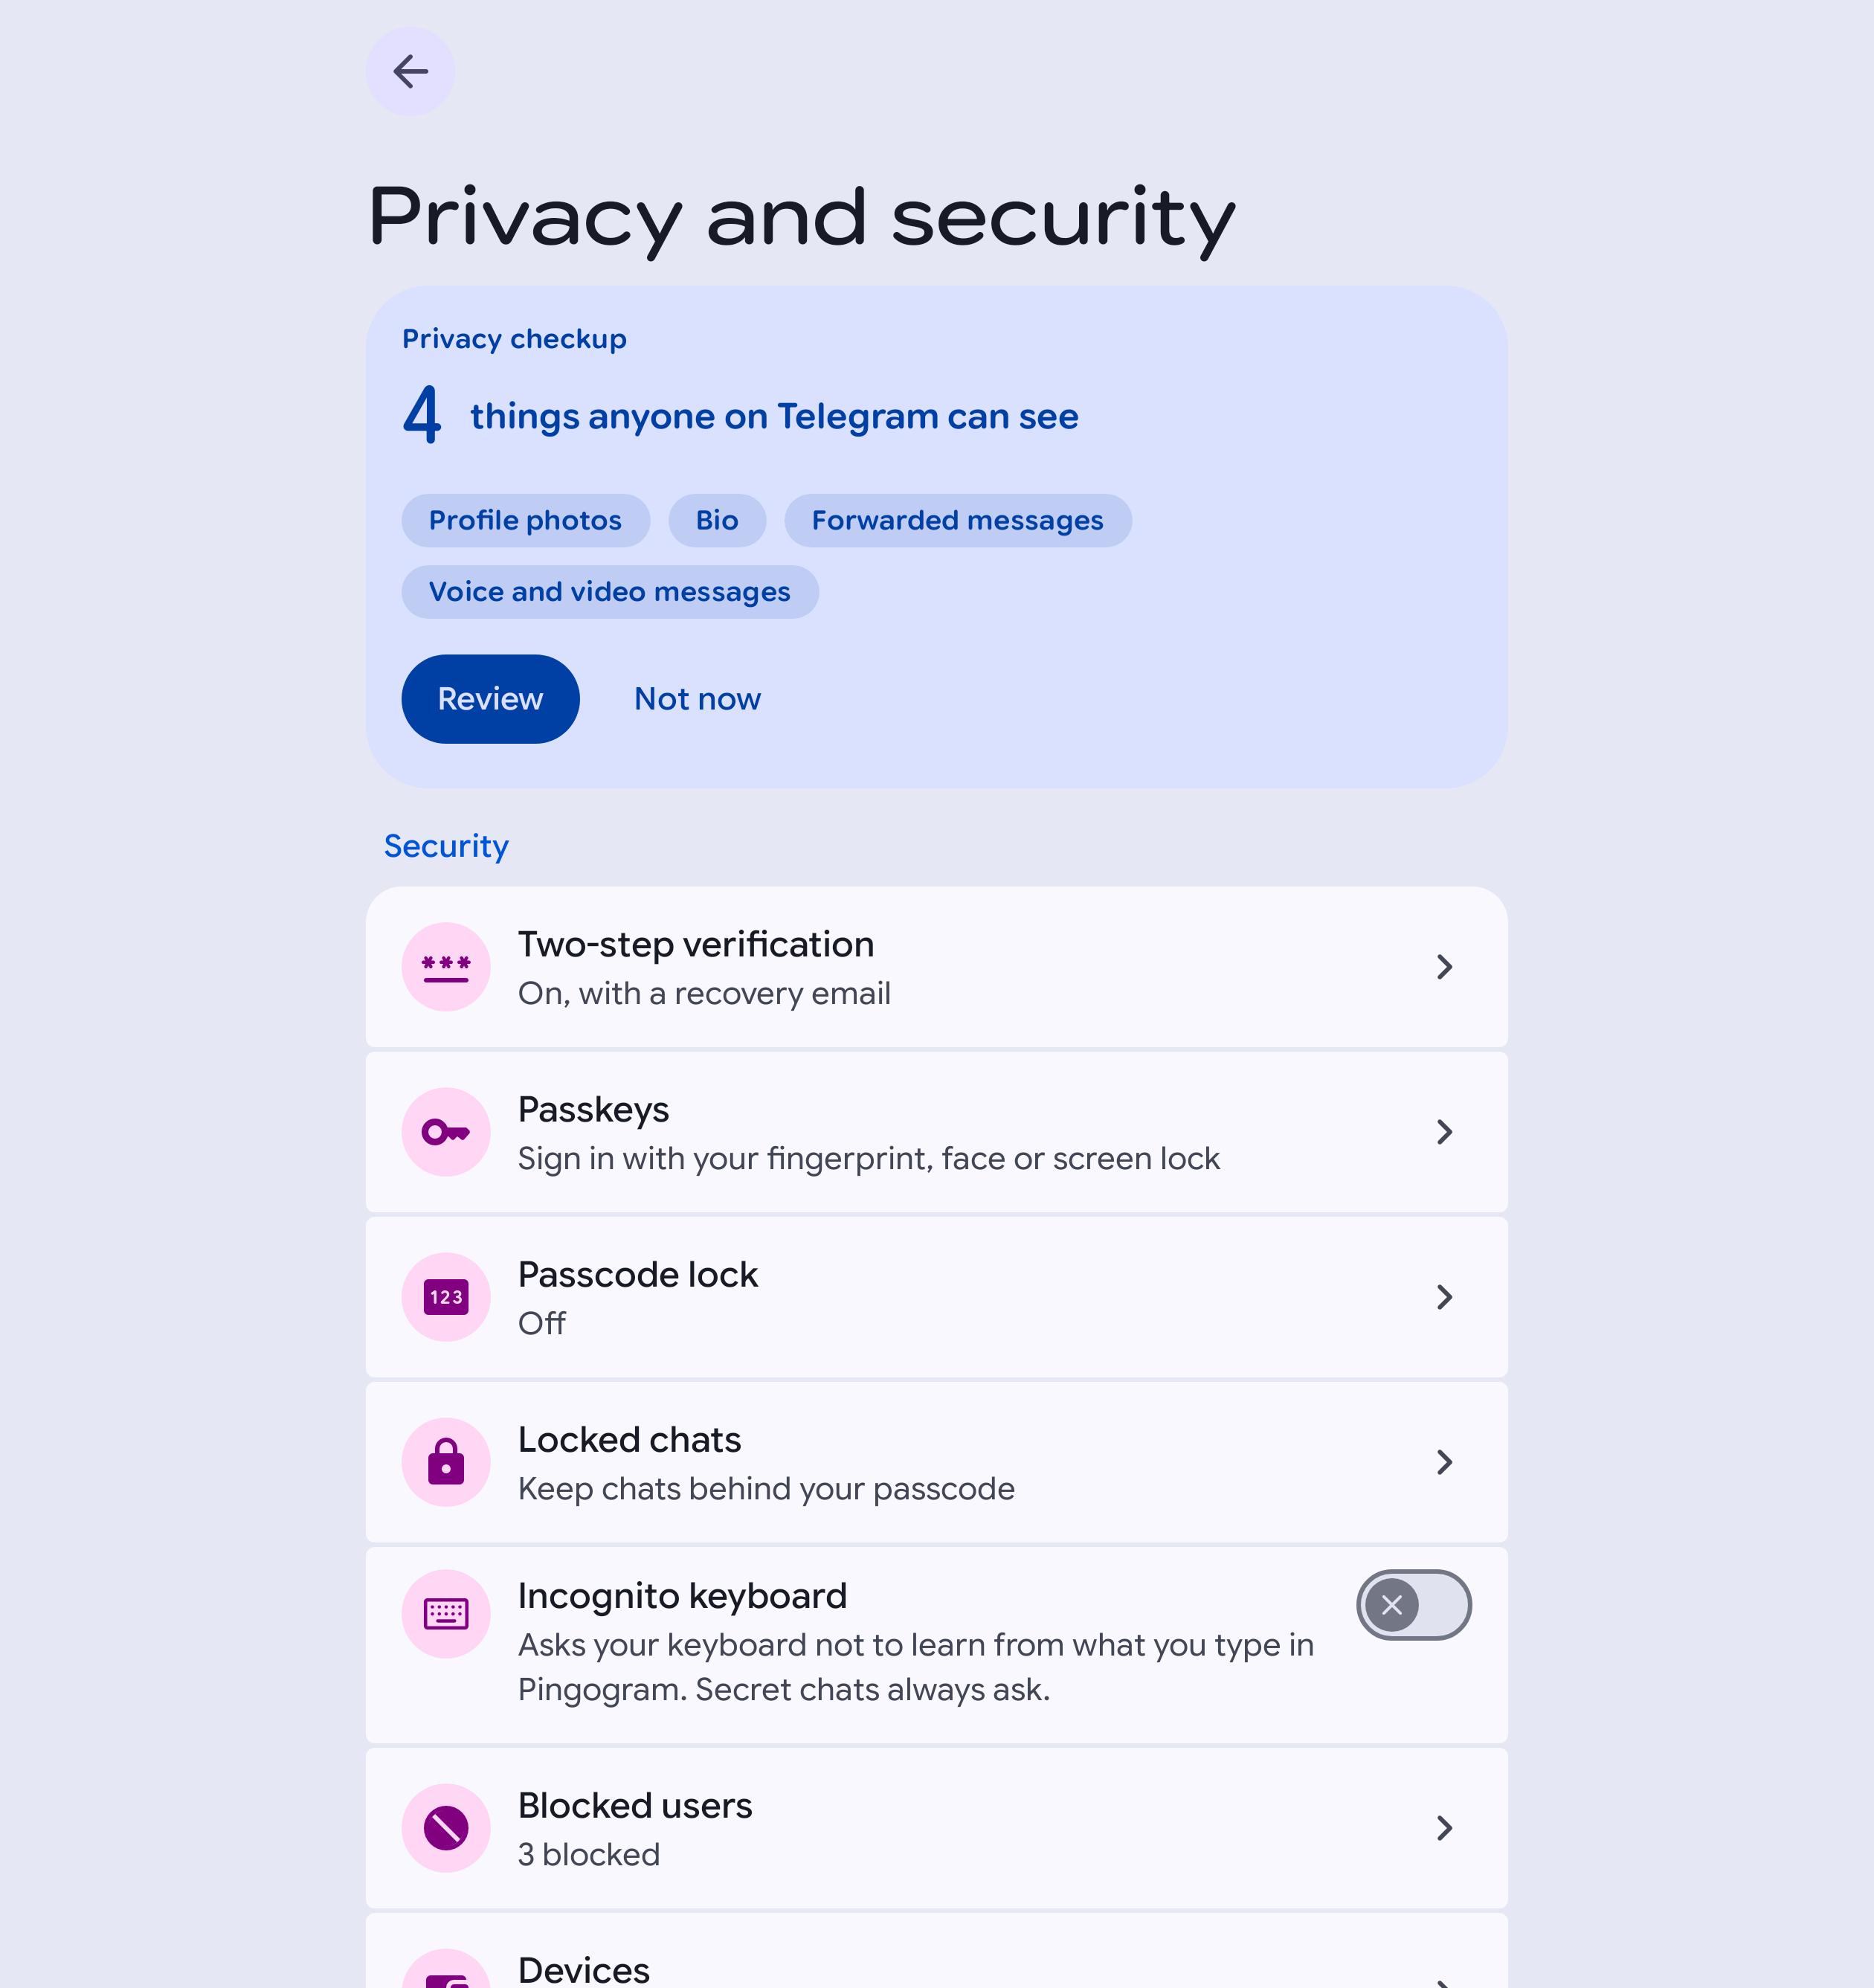 Privacy and security
Privacy checkup
4 things anyone on Telegram can see
Profile photos Bio Forwarded messages
Voice and video messages
Review Not now
Security
Two-step verification
On, with a recovery email
Passkeys
Sign in with your fingerprint, face or screen lock
123
Passcode lock
Off
Locked chats
Keep chats behind your passcode
Incognito keyboard
Asks your keyboard not to learn from what you type in
Pingogram. Secret chats always ask.
Blocked users
3 blocked
Devices